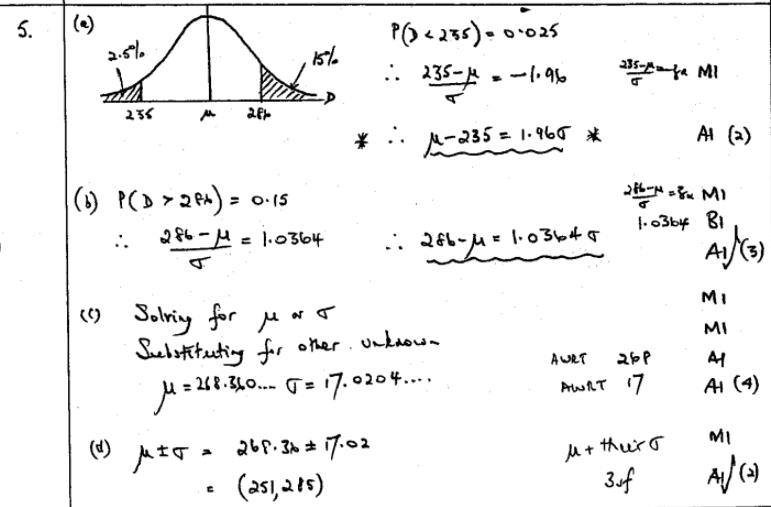 5.
(a)
P(D < 235) = 0.025
2.5%
15%
∴ (235-μ)/σ = -1.96
(235-μ)/σ = zα M1
235 μ 286 D
* ∴ μ-235 = 1.96σ * A1 (2)
(b) P(D > 286) = 0.15
(286-μ)/σ = zα M1
1.0364 B1
∴ (286-μ)/σ = 1.0364 ∴ 286-μ = 1.0364σ
A1√ (3)
(c) Solving for μ or σ M1
Substituting for other unknown M1
AWRT 268 A1
μ = 268.360.... σ = 17.0204.... AWRT 17 A1 (4)
(d) μ±σ = 268.36 ± 17.02 μ + their σ M1
= (251, 285) 3sf A1√ (2)